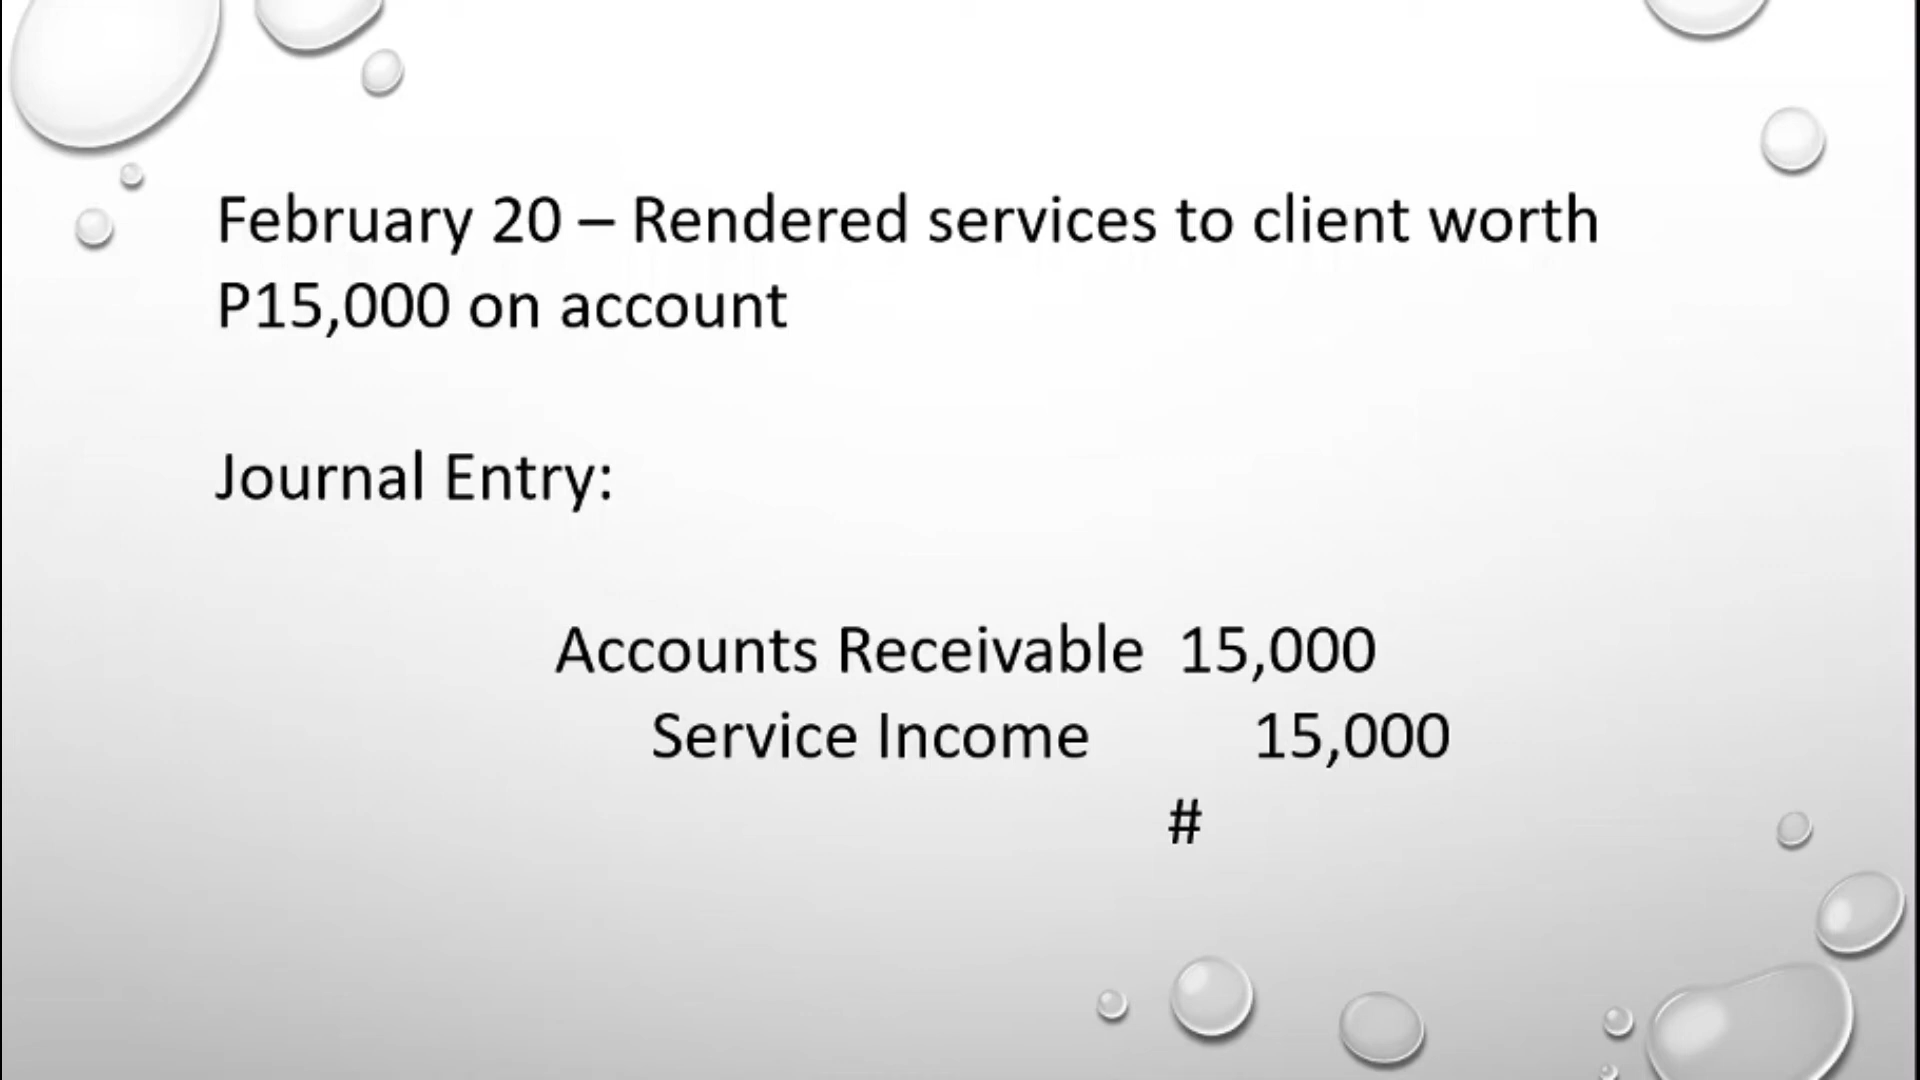 February 20 – Rendered services to client worth
P15,000 on account
Journal Entry:
Accounts Receivable 15,000
Service Income 15,000
#